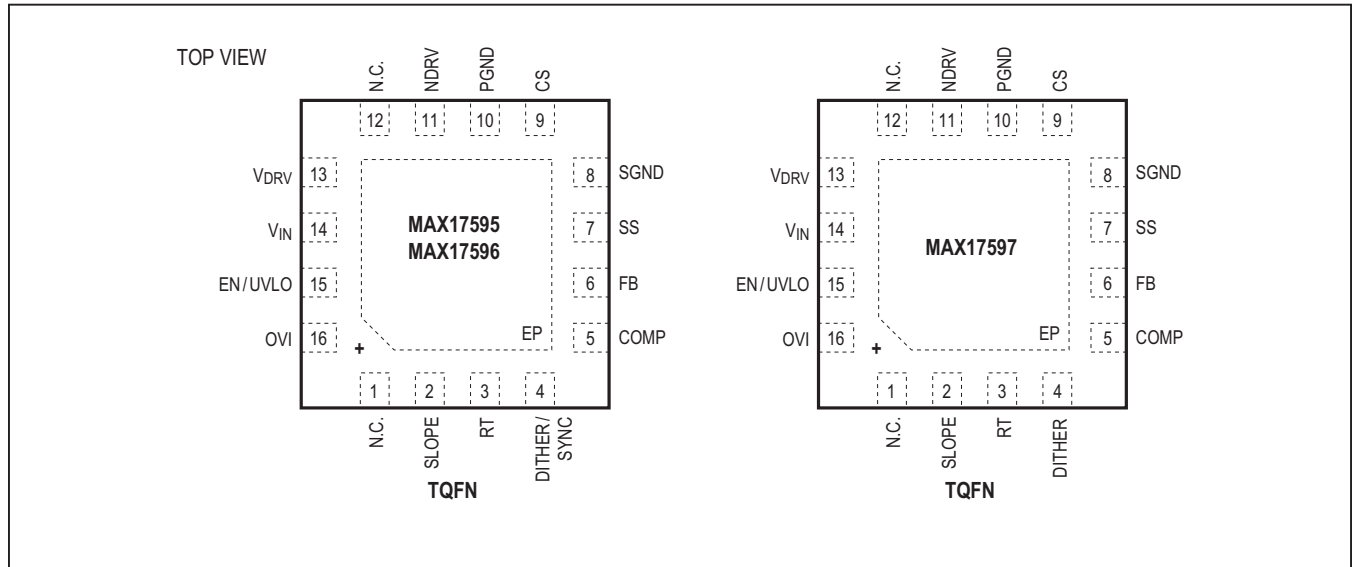 TOP VIEW
N.C. NDRV PGND CS
12 11 10 9
VDRV 13
VIN 14
EN/UVLO 15
OVI 16
MAX17595
MAX17596
EP
+
8 SGND
7 SS
6 FB
5 COMP
1 2 3 4
N.C. SLOPE RT DITHER/
SYNC
TQFN
N.C. NDRV PGND CS
12 11 10 9
VDRV 13
VIN 14
EN/UVLO 15
OVI 16
MAX17597
EP
+
8 SGND
7 SS
6 FB
5 COMP
1 2 3 4
N.C. SLOPE RT DITHER
TQFN